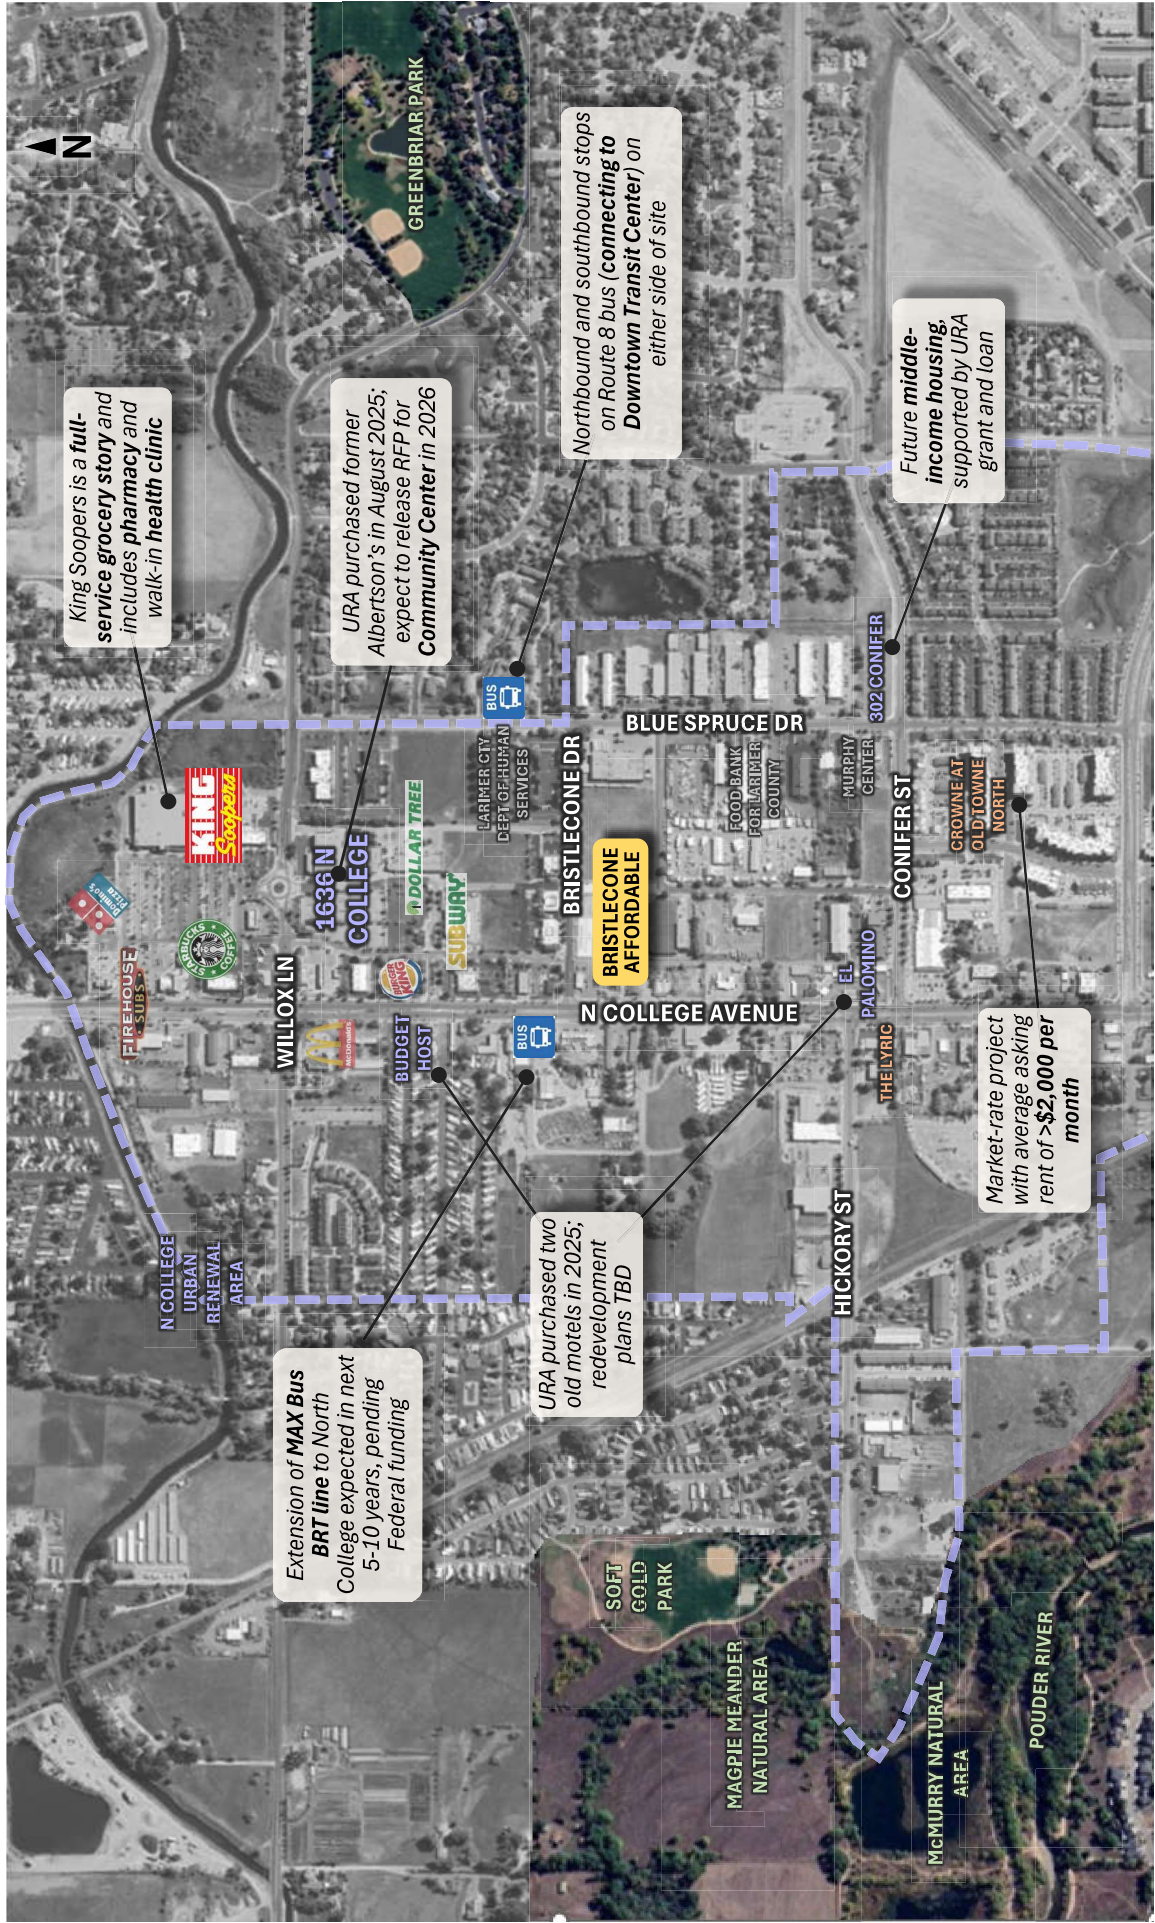 N
King Soopers is a full-
service grocery story and
includes pharmacy and
walk-in health clinic
URA purchased former
Albertson's in August 2025;
expect to release RFP for
Community Center in 2026
Northbound and southbound stops
on Route 8 bus (connecting to
Downtown Transit Center) on
either side of site
Future middle-
income housing,
supported by URA
grant and loan
Market-rate project
with average asking
rent of >$2,000 per
month
URA purchased two
old motels in 2025;
redevelopment
plans TBD
Extension of MAX Bus
BRT line to North
College expected in next
5-10 years, pending
Federal funding
GREENBRIAR PARK
N COLLEGE
URBAN
RENEWAL
AREA
FIREHOUSE
SUBS
Domino's
Pizza
STARBUCKS
COFFEE
KING
Soopers
WILLOX LN
McDonald's
1636 N
COLLEGE
BUDGET
HOST
BURGER
KING
DOLLAR TREE
SUBWAY
LARIMER CTY
DEPT OF HUMAN
SERVICES
BUS
BUS
BRISTLECONE DR
BRISTLECONE
AFFORDABLE
N COLLEGE AVENUE
BLUE SPRUCE DR
FOOD BANK
FOR LARIMER
COUNTY
MURPHY
CENTER
302 CONIFER
CONIFER ST
EL
PALOMINO
THE LYRIC
CROWNE AT
OLD TOWNE
NORTH
HICKORY ST
SOFT
GOLD
PARK
MAGPIE MEANDER
NATURAL AREA
McMURRY NATURAL
AREA
POUDER RIVER